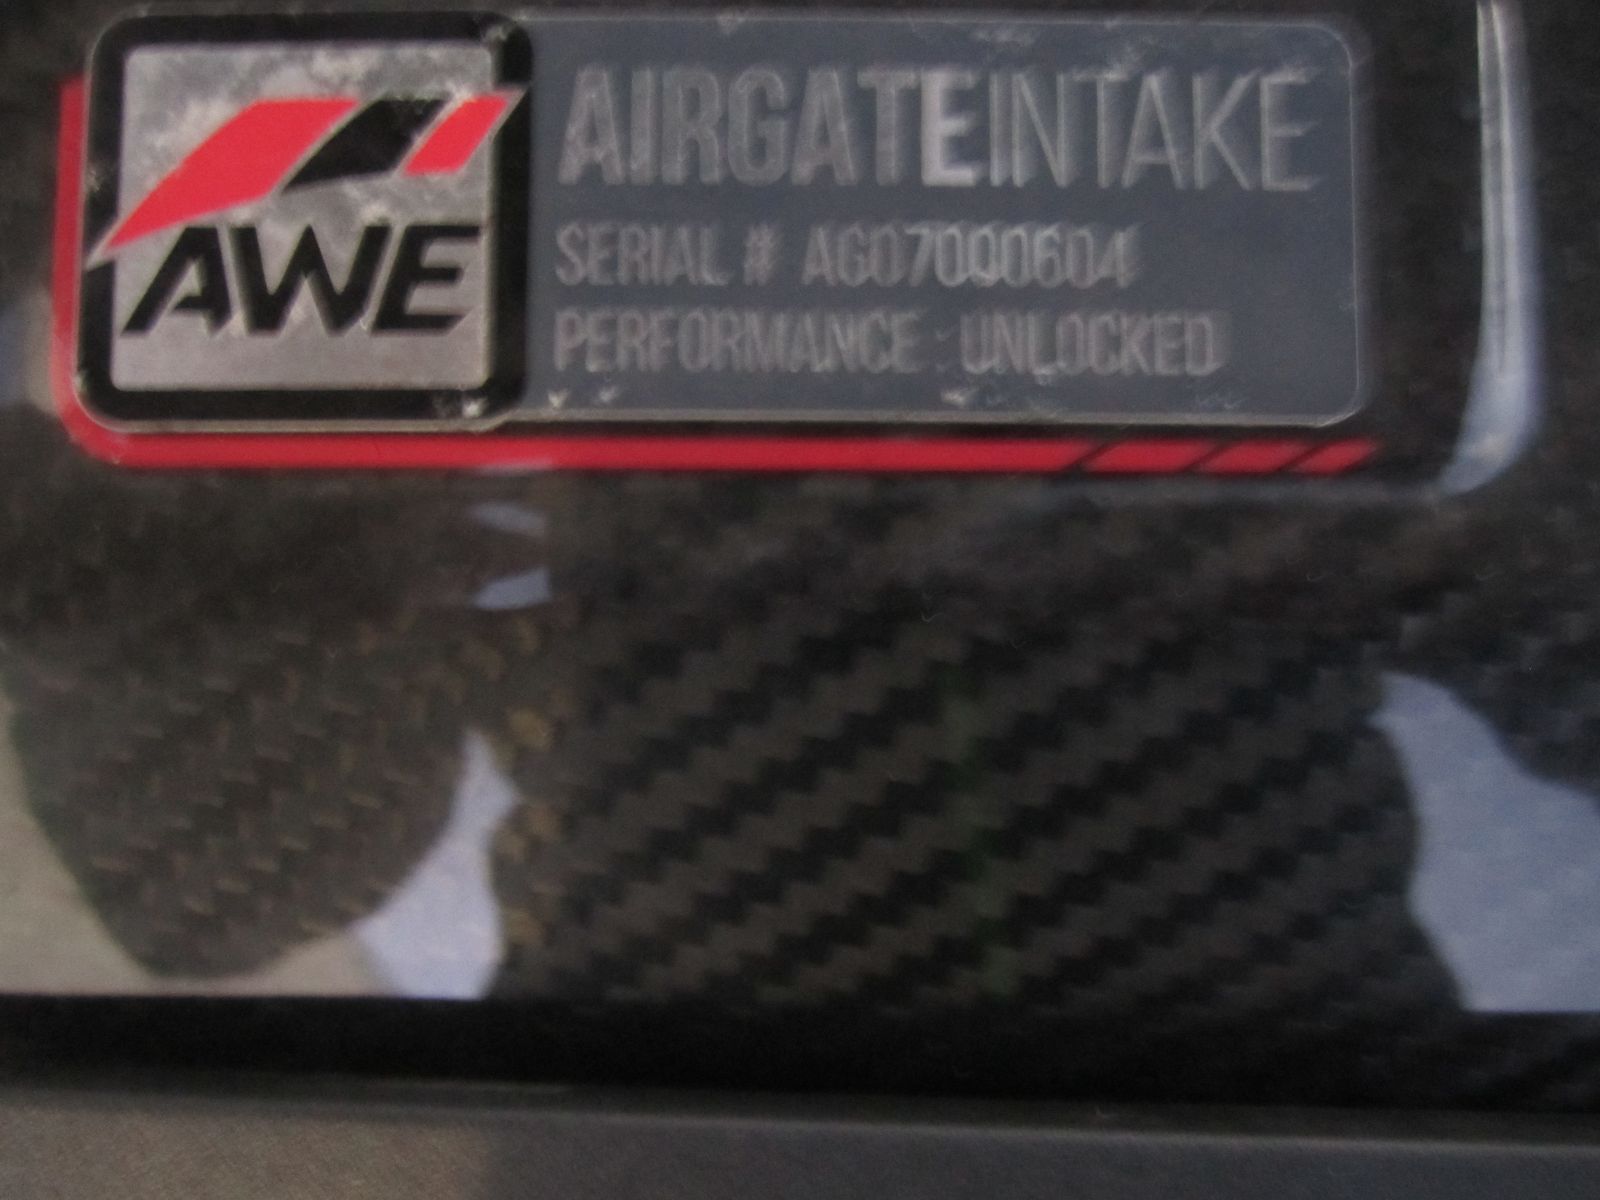 AWE
AIRGATEINTAKE
SERIAL # AG07000604
PERFORMANCE : UNLOCKED